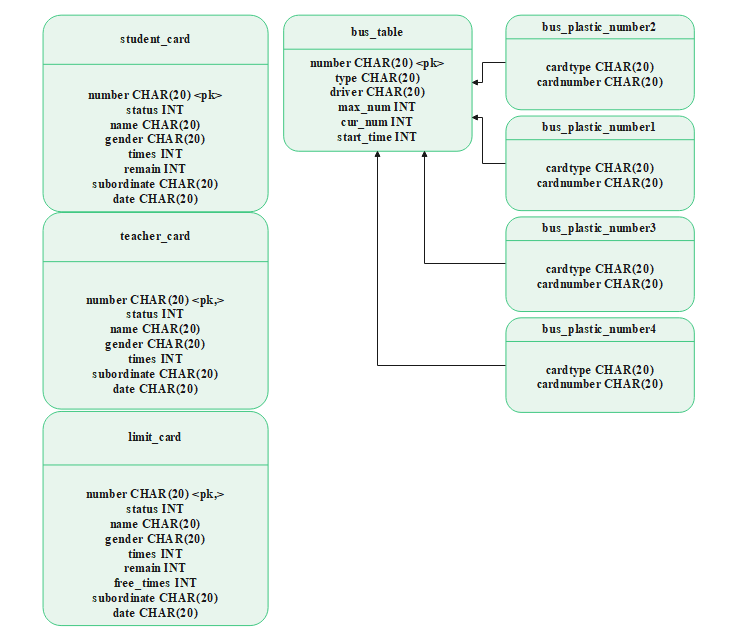 student_card
number CHAR(20) <pk>
status INT
name CHAR(20)
gender CHAR(20)
times INT
remain INT
subordinate CHAR(20)
date CHAR(20)
teacher_card
number CHAR(20) <pk,>
status INT
name CHAR(20)
gender CHAR(20)
times INT
subordinate CHAR(20)
date CHAR(20)
limit_card
number CHAR(20) <pk,>
status INT
name CHAR(20)
gender CHAR(20)
times INT
remain INT
free_times INT
subordinate CHAR(20)
date CHAR(20)
bus_table
number CHAR(20) <pk>
type CHAR(20)
driver CHAR(20)
max_num INT
cur_num INT
start_time INT
bus_plastic_number2
cardtype CHAR(20)
cardnumber CHAR(20)
bus_plastic_number1
cardtype CHAR(20)
cardnumber CHAR(20)
bus_plastic_number3
cardtype CHAR(20)
cardnumber CHAR(20)
bus_plastic_number4
cardtype CHAR(20)
cardnumber CHAR(20)